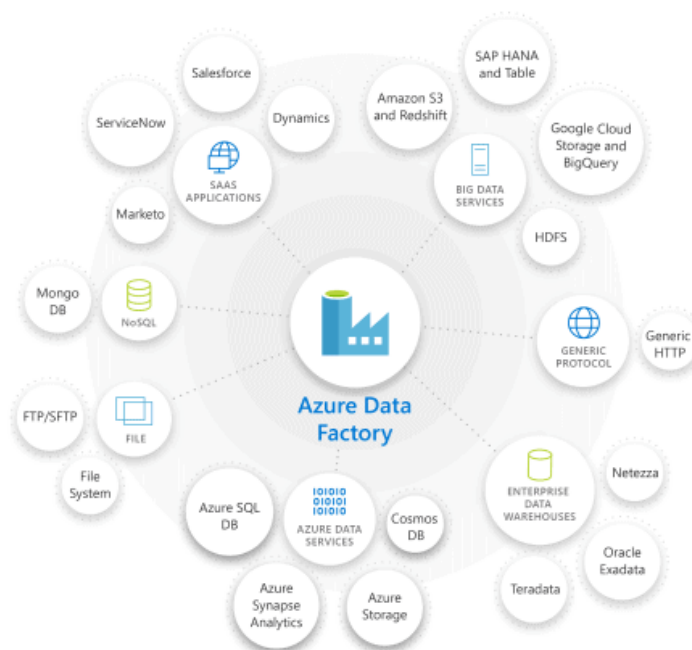 Salesforce
ServiceNow
Dynamics
SAAS
APPLICATIONS
Marketo
SAP HANA
and Table
Amazon S3
and Redshift
Google Cloud
Storage and
BigQuery
BIG DATA
SERVICES
HDFS
Mongo
DB
NoSQL
GENERIC
PROTOCOL
Generic
HTTP
Azure Data
Factory
FTP/SFTP
FILE
File
System
Azure SQL
DB
AZURE DATA
SERVICES
Cosmos
DB
Azure
Synapse
Analytics
Azure
Storage
ENTERPRISE
DATA
WAREHOUSES
Netezza
Oracle
Exadata
Teradata